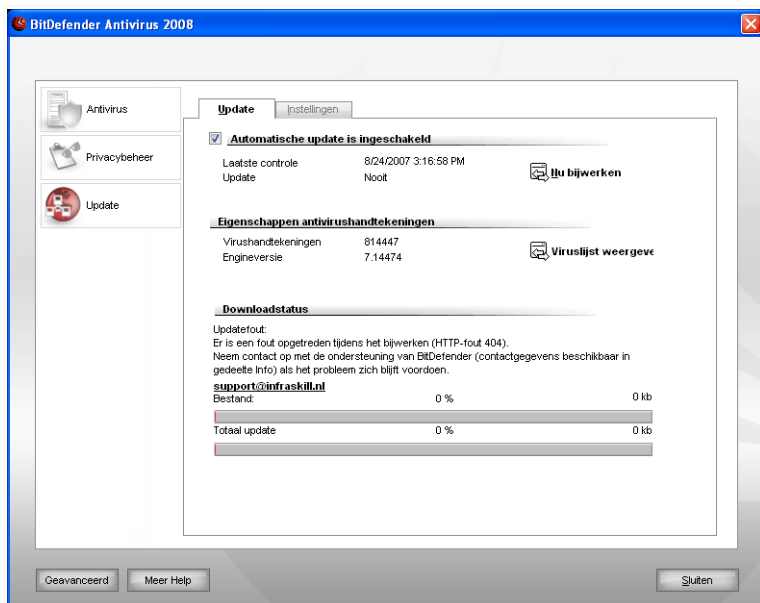 BitDefender Antivirus 2008
Antivirus
Privacybeheer
Update
Update
Instellingen
Automatische update is ingeschakeld
Laatste controle 8/24/2007 3:16:58 PM
Update Nooit
Nu bijwerken
Eigenschappen antivirushandtekeningen
Virushandtekeningen 814447
Engineversie 7.14474
Viruslijst weergeve
Downloadstatus
Updatefout:
Er is een fout opgetreden tijdens het bijwerken (HTTP-fout 404).
Neem contact op met de ondersteuning van BitDefender (contactgegevens beschikbaar in
gedeelte Info) als het probleem zich blijft voordoen.
support@infraskill.nl
Bestand: 0 % 0 kb
Totaal update 0 % 0 kb
Geavanceerd
Meer Help
Sluiten